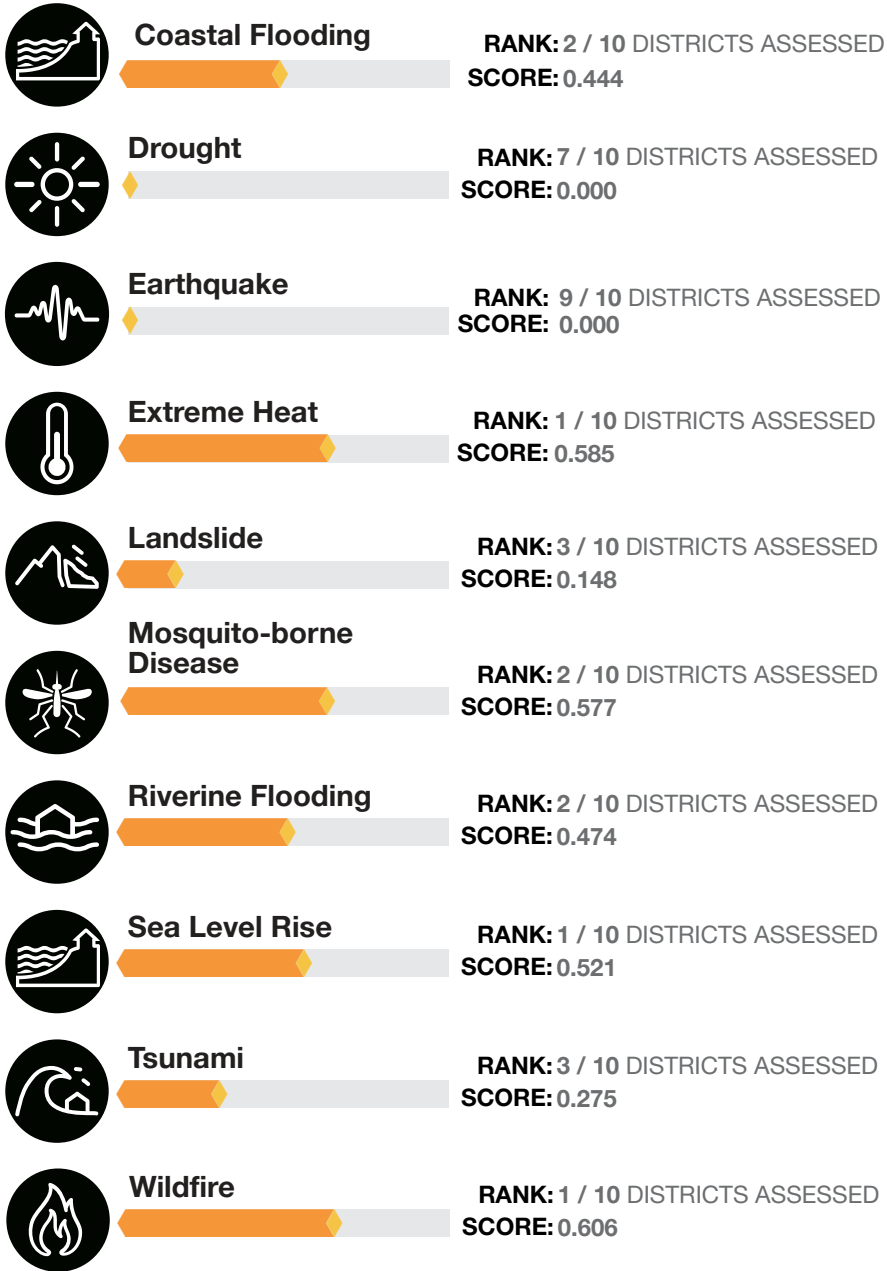 Coastal Flooding
RANK: 2 / 10 DISTRICTS ASSESSED
SCORE: 0.444
Drought
RANK: 7 / 10 DISTRICTS ASSESSED
SCORE: 0.000
Earthquake
RANK: 9 / 10 DISTRICTS ASSESSED
SCORE: 0.000
Extreme Heat
RANK: 1 / 10 DISTRICTS ASSESSED
SCORE: 0.585
Landslide
RANK: 3 / 10 DISTRICTS ASSESSED
SCORE: 0.148
Mosquito-borne
Disease
RANK: 2 / 10 DISTRICTS ASSESSED
SCORE: 0.577
Riverine Flooding
RANK: 2 / 10 DISTRICTS ASSESSED
SCORE: 0.474
Sea Level Rise
RANK: 1 / 10 DISTRICTS ASSESSED
SCORE: 0.521
Tsunami
RANK: 3 / 10 DISTRICTS ASSESSED
SCORE: 0.275
Wildfire
RANK: 1 / 10 DISTRICTS ASSESSED
SCORE: 0.606